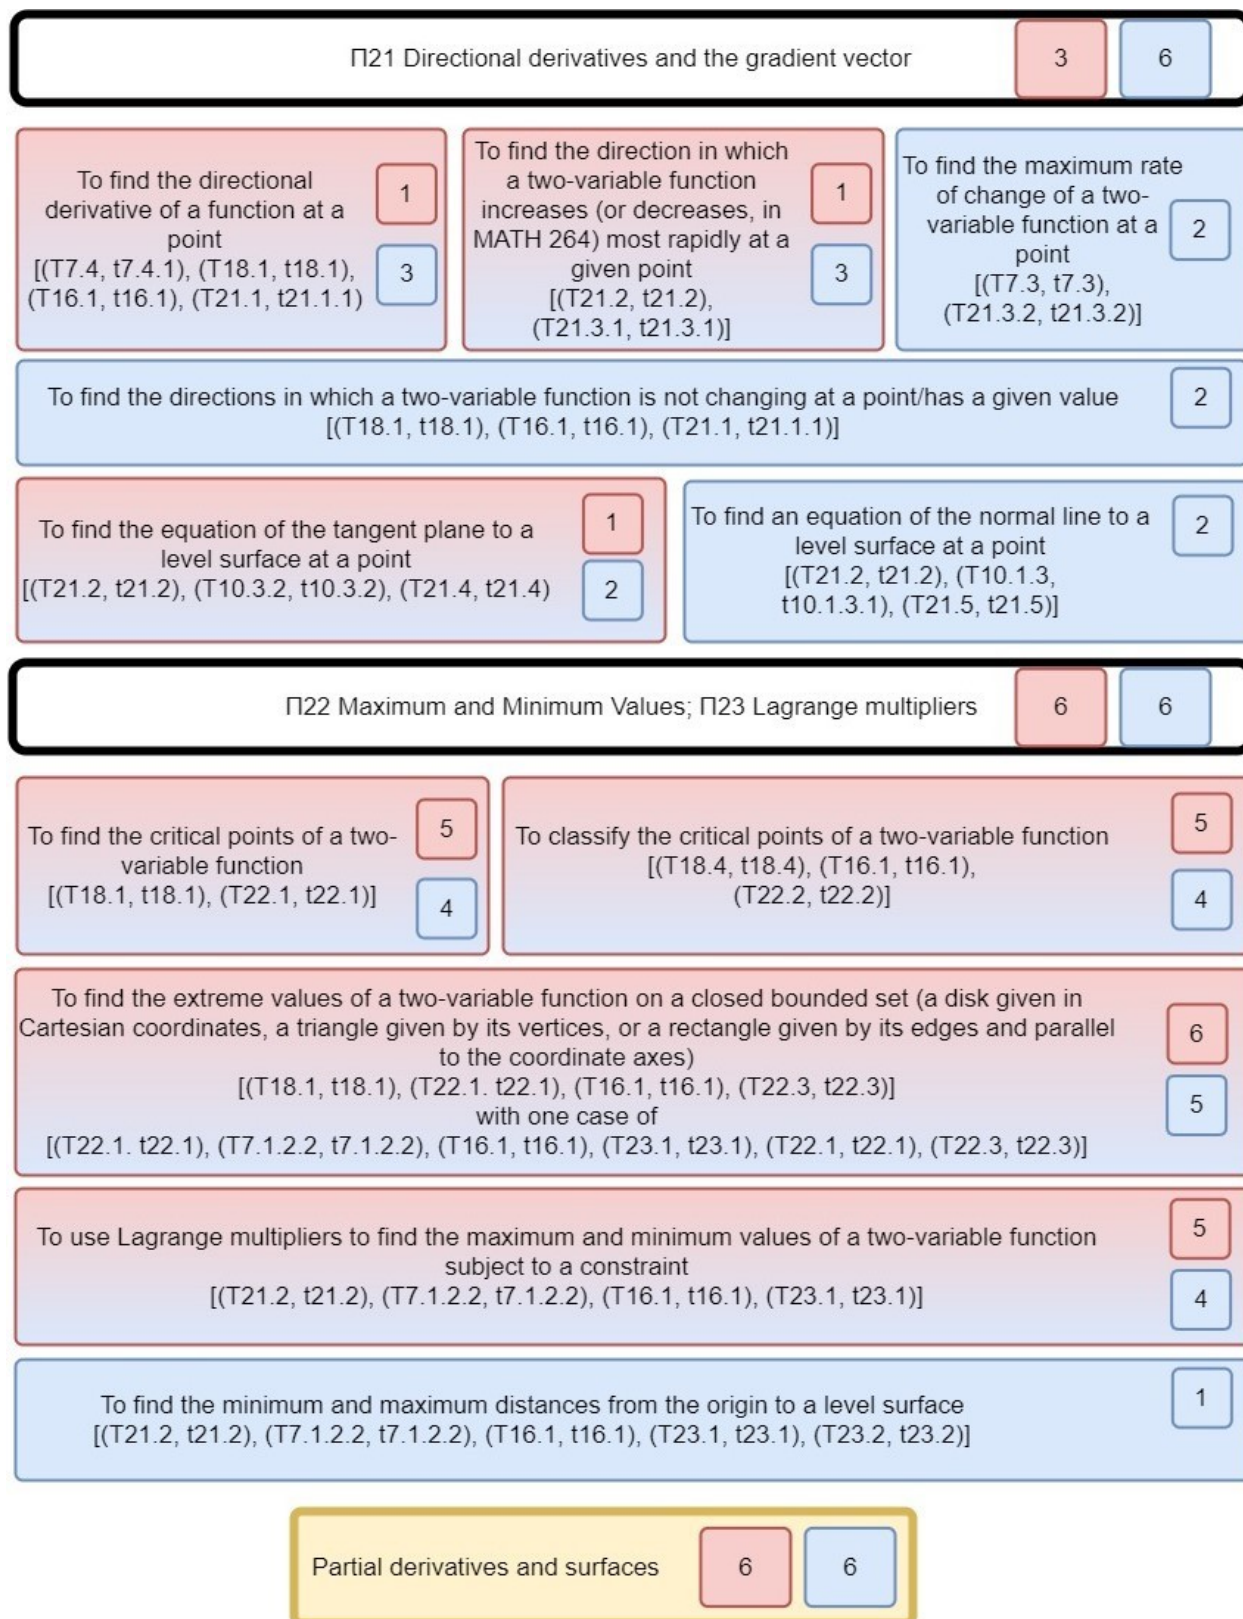 П21 Directional derivatives and the gradient vector
3
6
To find the directional
derivative of a function at a
point
[(T7.4, t7.4.1), (T18.1, t18.1),
(T16.1, t16.1), (T21.1, t21.1.1)
1
3
To find the direction in which
a two-variable function
increases (or decreases, in
MATH 264) most rapidly at a
given point
[(T21.2, t21.2),
(T21.3.1, t21.3.1)]
1
3
To find the maximum rate
of change of a two-
variable function at a
point
[(T7.3, t7.3),
(T21.3.2, t21.3.2)]
2
To find the directions in which a two-variable function is not changing at a point/has a given value
[(T18.1, t18.1), (T16.1, t16.1), (T21.1, t21.1.1)]
2
To find the equation of the tangent plane to a
level surface at a point
[(T21.2, t21.2), (T10.3.2, t10.3.2), (T21.4, t21.4)
1
2
To find an equation of the normal line to a
level surface at a point
[(T21.2, t21.2), (T10.1.3,
t10.1.3.1), (T21.5, t21.5)]
2
П22 Maximum and Minimum Values; П23 Lagrange multipliers
6
6
To find the critical points of a two-
variable function
[(T18.1, t18.1), (T22.1, t22.1)]
5
4
To classify the critical points of a two-variable function
[(T18.4, t18.4), (T16.1, t16.1),
(T22.2, t22.2)]
5
4
To find the extreme values of a two-variable function on a closed bounded set (a disk given in
Cartesian coordinates, a triangle given by its vertices, or a rectangle given by its edges and parallel
to the coordinate axes)
[(T18.1, t18.1), (T22.1. t22.1), (T16.1, t16.1), (T22.3, t22.3)]
with one case of
[(T22.1. t22.1), (T7.1.2.2, t7.1.2.2), (T16.1, t16.1), (T23.1, t23.1), (T22.1, t22.1), (T22.3, t22.3)]
6
5
To use Lagrange multipliers to find the maximum and minimum values of a two-variable function
subject to a constraint
[(T21.2, t21.2), (T7.1.2.2, t7.1.2.2), (T16.1, t16.1), (T23.1, t23.1)]
5
4
To find the minimum and maximum distances from the origin to a level surface
[(T21.2, t21.2), (T7.1.2.2, t7.1.2.2), (T16.1, t16.1), (T23.1, t23.1), (T23.2, t23.2)]
1
Partial derivatives and surfaces
6
6